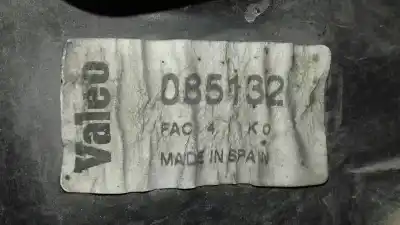 Valeo
085132
FAC 4 K0
MADE IN SPAIN